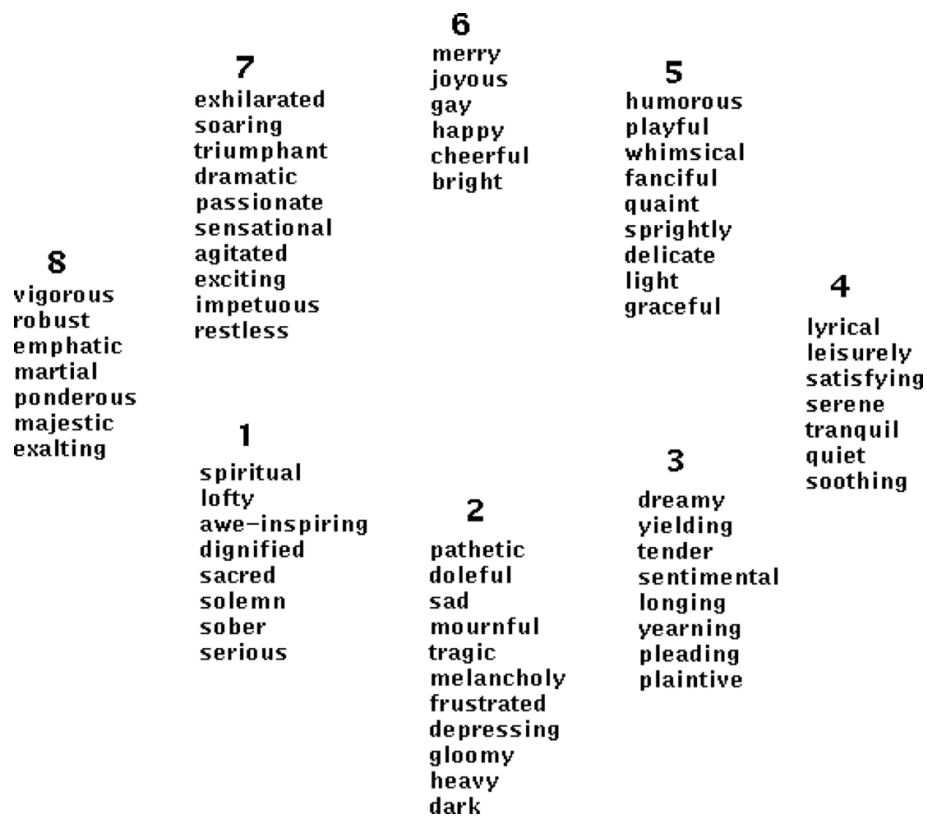 6
merry
joyous
gay
happy
cheerful
bright
7
exhilarated
soaring
triumphant
dramatic
passionate
sensational
agitated
exciting
impetuous
restless
5
humorous
playful
whimsical
fanciful
quaint
sprightly
delicate
light
graceful
8
vigorous
robust
emphatic
martial
ponderous
majestic
exalting
4
lyrical
leisurely
satisfying
serene
tranquil
quiet
soothing
1
spiritual
lofty
awe-inspiring
dignified
sacred
solemn
sober
serious
2
pathetic
doleful
sad
mournful
tragic
melancholy
frustrated
depressing
gloomy
heavy
dark
3
dreamy
yielding
tender
sentimental
longing
yearning
pleading
plaintive